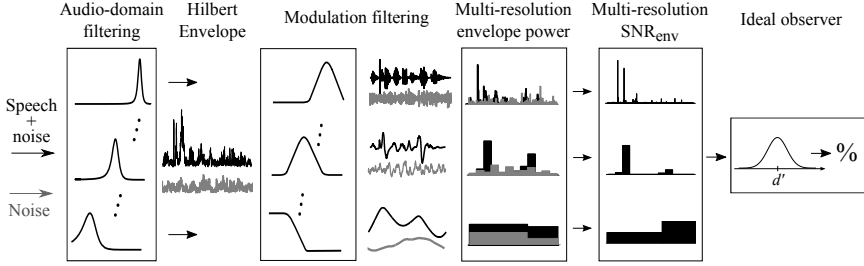 Audio-domain
filtering
Hilbert
Envelope
Modulation filtering
Multi-resolution
envelope power
Multi-resolution
SNRenv
Ideal observer
Speech
+
noise
Noise
d'
%